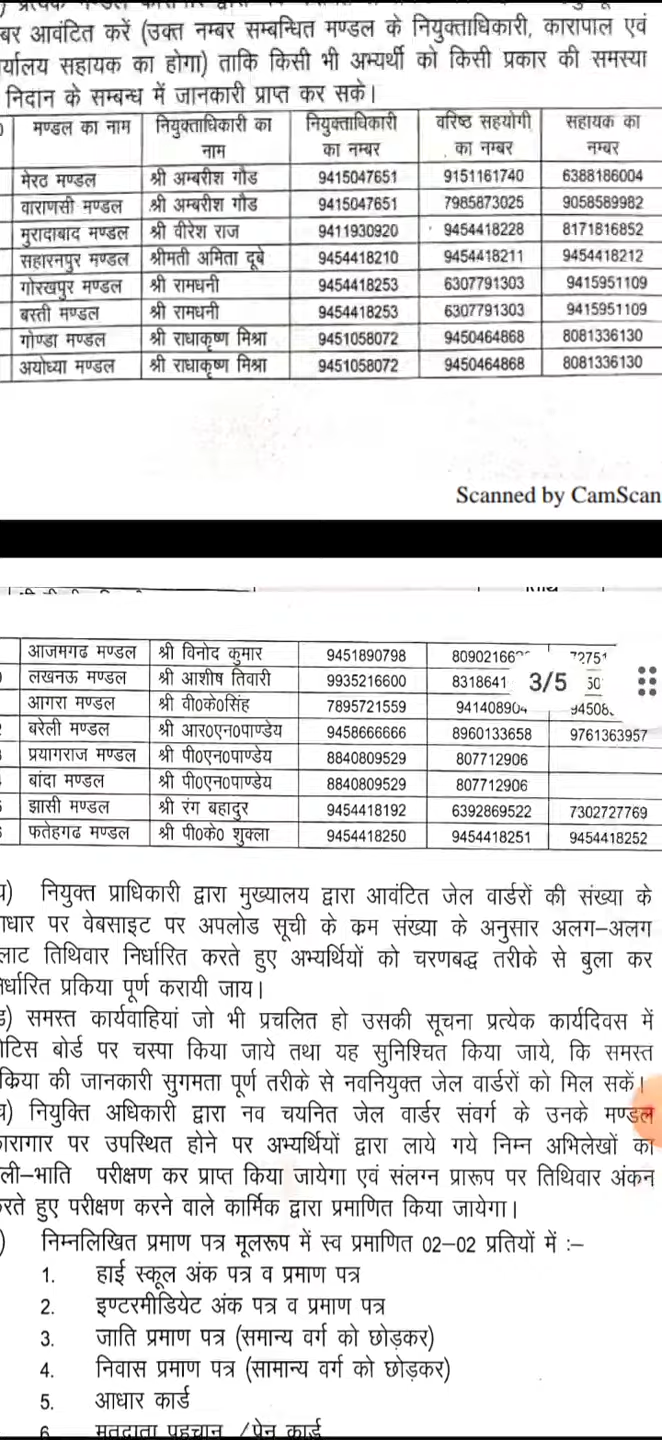 बर आवंटित करें (उक्त नम्बर सम्बन्धित मण्डल के नियुक्ताधिकारी, कारापाल एवं
र्यालय सहायक का होगा) ताकि किसी भी अभ्यर्थी को किसी प्रकार की समस्या
निदान के सम्बन्ध में जानकारी प्राप्त कर सके।
मण्डल का नाम नियुक्ताधिकारी का नाम नियुक्ताधिकारी का नम्बर वरिष्ठ सहयोगी का नम्बर सहायक का नम्बर
मेरठ मण्डल श्री अम्बरीश गौड 9415047651 9151161740 6388186004
वाराणसी मण्डल श्री अम्बरीश गौड 9415047651 7985873025 9058589982
मुरादाबाद मण्डल श्री वीरेश राज 9411930920 9454418228 8171816852
सहारनपुर मण्डल श्रीमती अमिता दूबे 9454418210 9454418211 9454418212
गोरखपुर मण्डल श्री रामधनी 9454418253 6307791303 9415951109
बस्ती मण्डल श्री रामधनी 9454418253 6307791303 9415951109
गोण्डा मण्डल श्री राधाकृष्ण मिश्रा 9451058072 9450464868 8081336130
अयोध्या मण्डल श्री राधाकृष्ण मिश्रा 9451058072 9450464868 8081336130
Scanned by CamScan
आजमगढ मण्डल श्री विनोद कुमार 9451890798
लखनऊ मण्डल श्री आशीष तिवारी 9935216600 8318641 3/5
आगरा मण्डल श्री वी0के0सिंह 7895721559
बरेली मण्डल श्री आर0एन0पाण्डेय 9458666666 8960133658 9761363957
प्रयागराज मण्डल श्री पी0एन0पाण्डेय 8840809529 807712906
बांदा मण्डल श्री पी0एन0पाण्डेय 8840809529 807712906
झासी मण्डल श्री रंग बहादुर 9454418192 6392869522 7302727769
फतेहगढ मण्डल श्री पी0के0 शुक्ला 9454418250 9454418251 9454418252
नियुक्त प्राधिकारी द्वारा मुख्यालय द्वारा आवंटित जेल वार्डरों की संख्या के
ाधार पर वेबसाइट पर अपलोड सूची के क्रम संख्या के अनुसार अलग-अलग
लाट तिथिवार निर्धारित करते हुए अभ्यर्थियों को चरणबद्ध तरीके से बुला कर
र्धारित प्रकिया पूर्ण करायी जाय।
समस्त कार्यवाहियां जो भी प्रचलित हो उसकी सूचना प्रत्येक कार्यदिवस में
ोटिस बोर्ड पर चस्पा किया जाये तथा यह सुनिश्चित किया जाये, कि समस्त
किया की जानकारी सुगमता पूर्ण तरीके से नवनियुक्त जेल वार्डरों को मिल सकें।
नियुक्ति अधिकारी द्वारा नव चयनित जेल वार्डर संवर्ग के उनके मण्डल
कारागार पर उपस्थित होने पर अभ्यर्थियों द्वारा लाये गये निम्न अभिलेखों का
ली-भाति परीक्षण कर प्राप्त किया जायेगा एवं संलग्न प्रारूप पर तिथिवार अंकन
रते हुए परीक्षण करने वाले कार्मिक द्वारा प्रमाणित किया जायेगा।
निम्नलिखित प्रमाण पत्र मूलरूप में स्व प्रमाणित 02-02 प्रतियों में :-
1. हाई स्कूल अंक पत्र व प्रमाण पत्र
2. इण्टरमीडियेट अंक पत्र व प्रमाण पत्र
3. जाति प्रमाण पत्र (समान्य वर्ग को छोड़कर)
4. निवास प्रमाण पत्र (सामान्य वर्ग को छोड़कर)
5. आधार कार्ड
6. मतदाता पहचान /पेन कार्ड